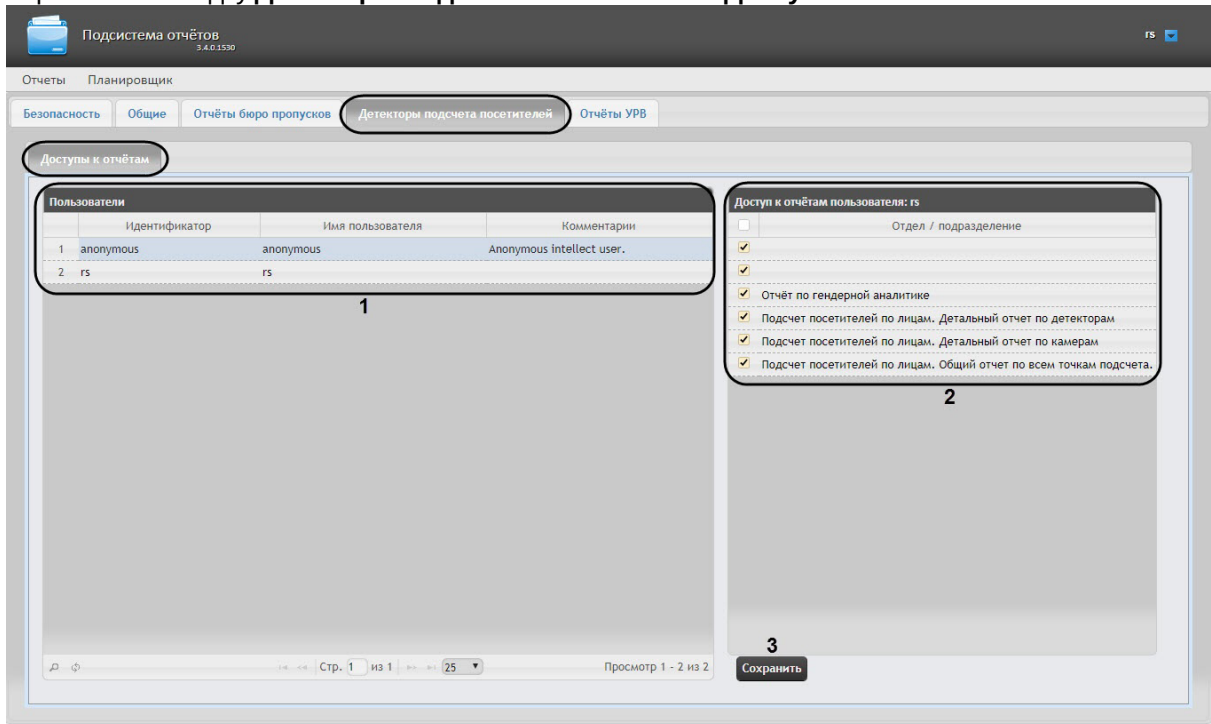 Подсистема отчётов
3.4.0.1530
rs
Отчеты Планировщик
Безопасность Общие Отчёты бюро пропусков Детекторы подсчета посетителей Отчёты УРВ
Доступы к отчётам
Пользователи
Идентификатор Имя пользователя Комментарии
1 anonymous anonymous Anonymous intellect user.
2 rs rs
1
Доступ к отчётам пользователя: rs
Отдел / подразделение
Отчёт по гендерной аналитике
Подсчет посетителей по лицам. Детальный отчет по детекторам
Подсчет посетителей по лицам. Детальный отчет по камерам
Подсчет посетителей по лицам. Общий отчет по всем точкам подсчета.
2
3
Стр. 1 из 1 25 Просмотр 1 - 2 из 2
Сохранить